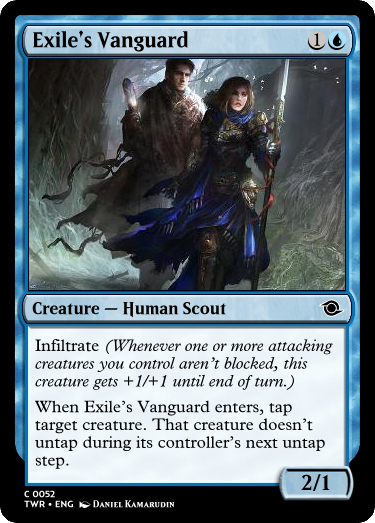 Exile's Vanguard 1
Creature — Human Scout
Infiltrate (Whenever one or more attacking
creatures you control aren't blocked, this
creature gets +1/+1 until end of turn.)
When Exile's Vanguard enters, tap
target creature. That creature doesn't
untap during its controller's next untap
step.
2/1
C 0052
TWR • ENG Daniel Kamarudin